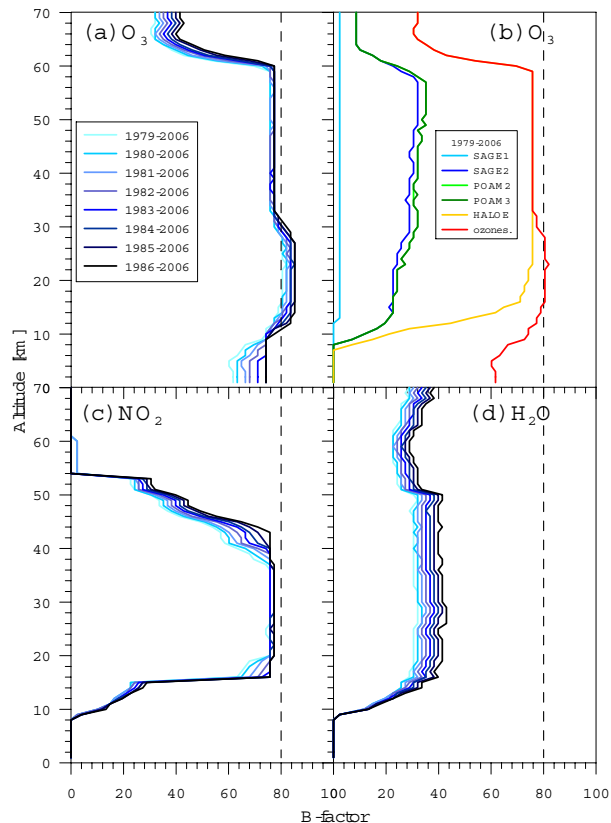 (a)O₃
70
60
50
40
30
20
10
0
1979-2006
1980-2006
1981-2006
1982-2006
1983-2006
1984-2006
1985-2006
1986-2006
(b)O₃
1979-2006
SAGE1
SAGE2
POAM2
POAM3
HALOE
ozones.
Altitude [km]
(c)NO₂
70
60
50
40
30
20
10
0
(d)H₂O
0 20 40 60 80 100
0 20 40 60 80 100
B-factor